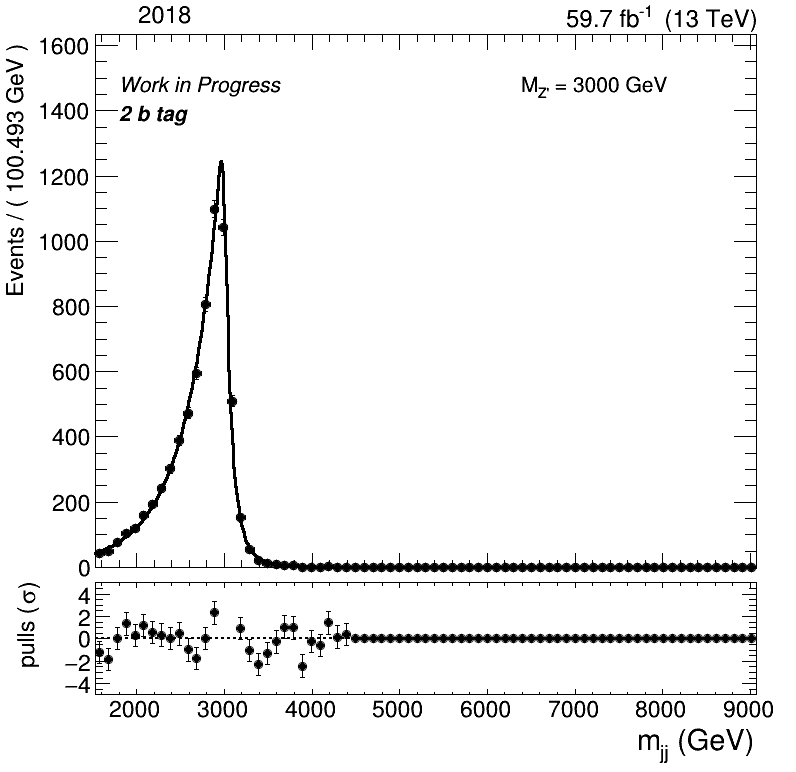 2018 59.7 fb⁻¹ (13 TeV)
Events / ( 100.493 GeV )
1600
1400
1200
1000
800
600
400
200
0
Work in Progress
2 b tag
M_Z' = 3000 GeV
pulls (σ)
4
2
0
−2
−4
2000 3000 4000 5000 6000 7000 8000 9000
m_jj (GeV)